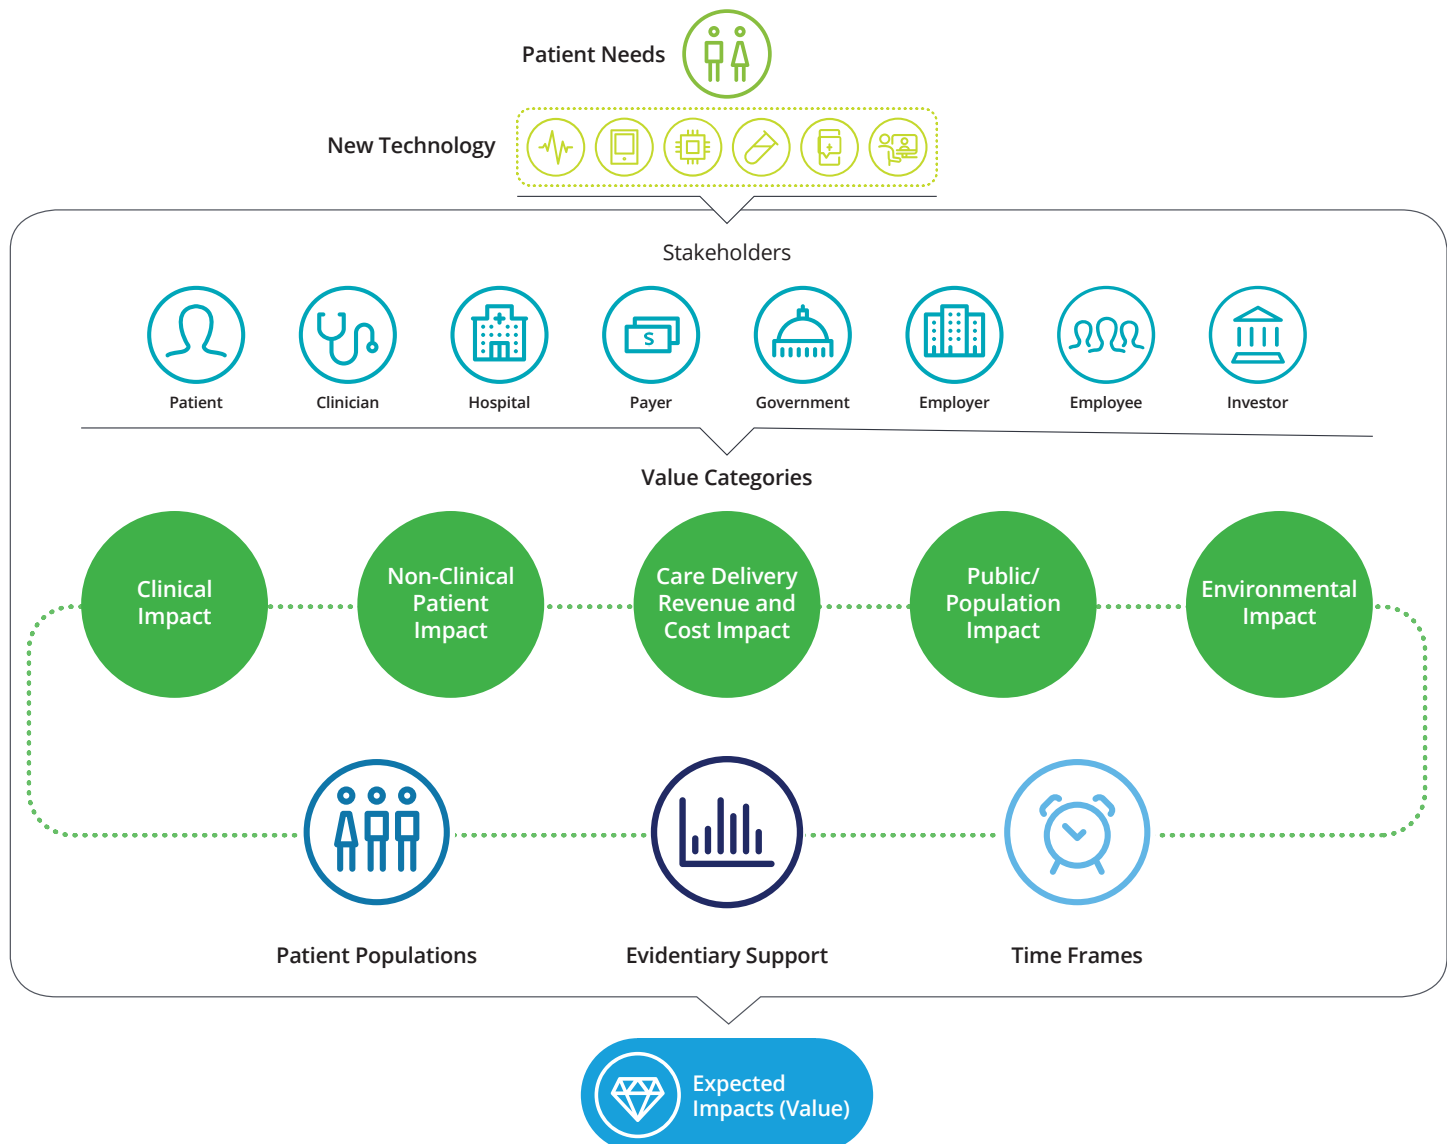 Patient Needs
New Technology
Stakeholders
S
Patient
Clinician
Hospital
Payer
Government
Employer
Employee
Investor
Value Categories
Clinical
Impact
Non-Clinical
Patient
Impact
Care Delivery
Revenue and
Cost Impact
Public/
Population
Impact
Environmental
Impact
Patient Populations
Evidentiary Support
Time Frames
Expected
Impacts (Value)